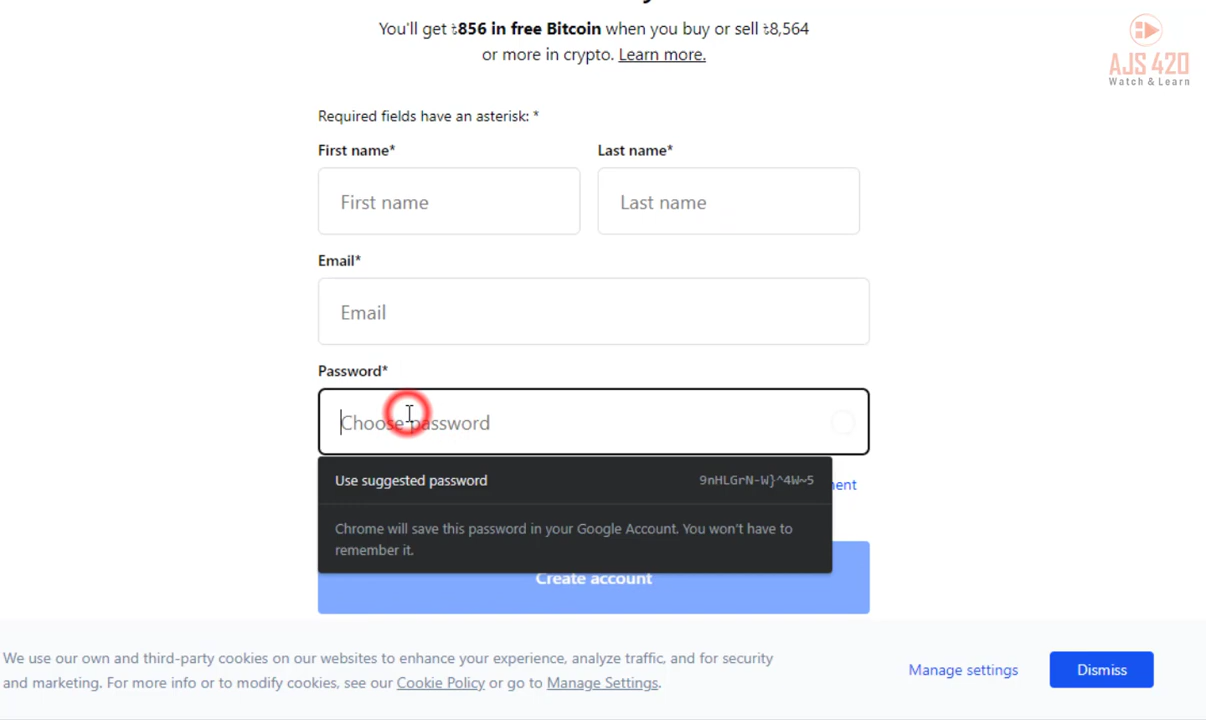 You'll get ৳856 in free Bitcoin when you buy or sell ৳8,564
or more in crypto. Learn more.
AJS 420
Watch & Learn
Required fields have an asterisk: *
First name* Last name*
First name Last name
Email*
Email
Password*
Choose password
Use suggested password 9nHLGrN-W}^4W~5
Chrome will save this password in your Google Account. You won't have to
remember it.
Create account
We use our own and third-party cookies on our websites to enhance your experience, analyze traffic, and for security
and marketing. For more info or to modify cookies, see our Cookie Policy or go to Manage Settings.
Manage settings Dismiss